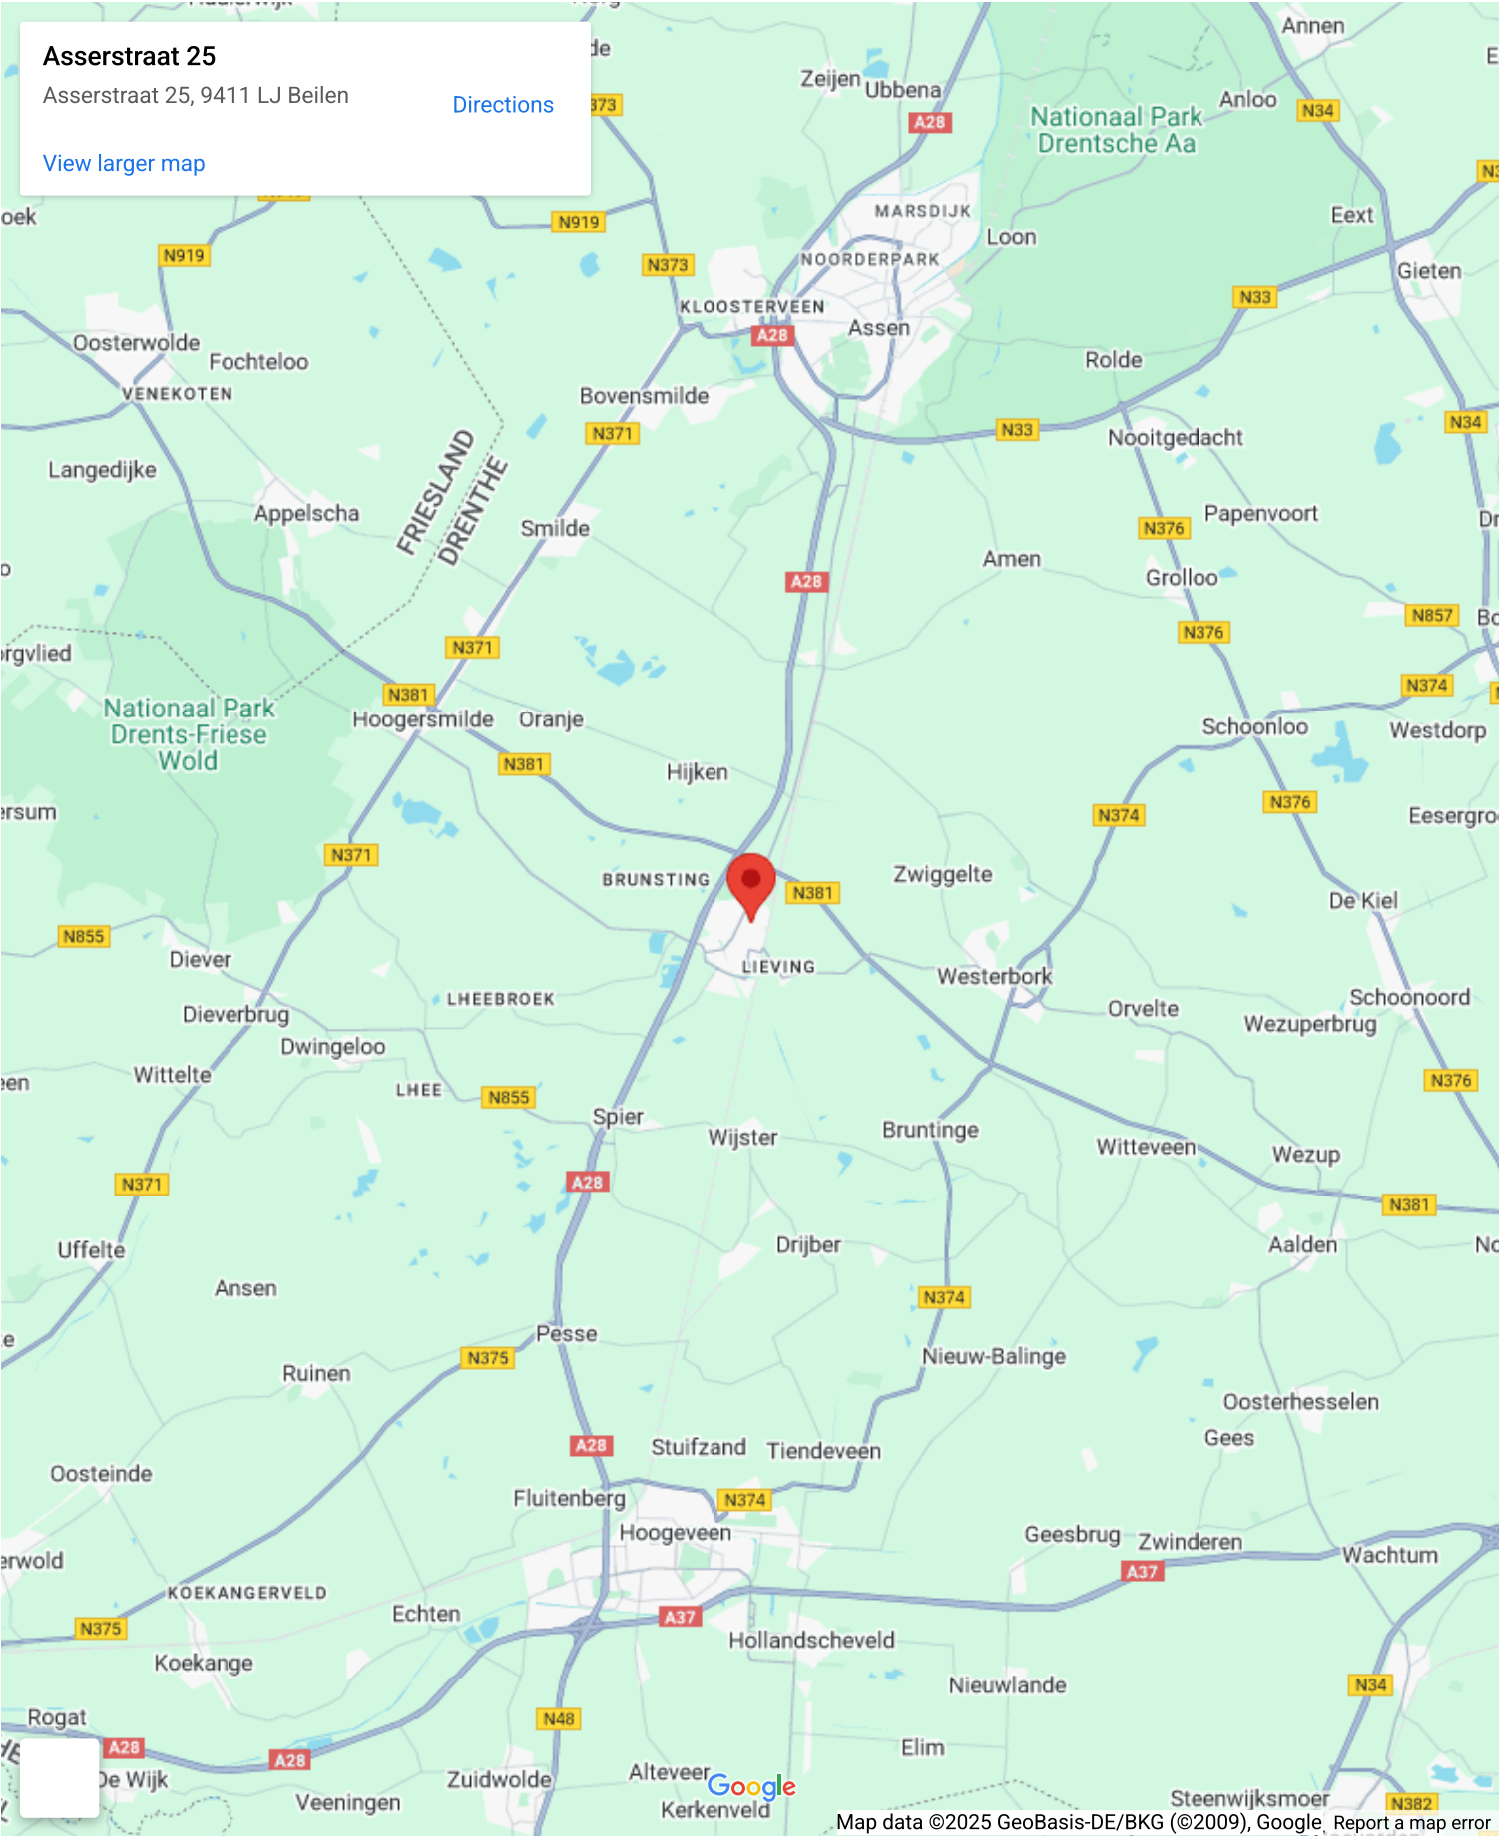 Asserstraat 25
Asserstraat 25, 9411 LJ Beilen
Directions
View larger map
Annen
Zeijen
Ubbena
Anloo
N34
A28
Nationaal Park
Drentsche Aa
N919
N919
N373
MARSDIJK
Loon
Eext
NOORDERPARK
Gieten
N33
KLOOSTERVEEN
A28
Assen
Oosterwolde
Fochteloo
Rolde
VENEKOTEN
Bovensmilde
N371
N33
Nooitgedacht
N34
Langedijke
FRIESLAND
DRENTHE
Appelscha
Smilde
N376
Papenvoort
Amen
A28
Grolloo
N857
N376
N371
N381
N374
Nationaal Park
Drents-Friese
Wold
Hoogersmilde
Oranje
Schoonloo
Westdorp
N381
Hijken
N376
N374
N371
BRUNSTING
Zwiggelte
N381
De Kiel
N855
Diever
LIEVING
Westerbork
LHEEBROEK
Orvelte
Schoonoord
Dieverbrug
Wezuperbrug
Dwingeloo
Wittelte
LHEE
N855
N376
Spier
Wijster
Bruntinge
Witteveen
Wezup
N371
A28
N381
Uffelte
Drijber
Aalden
Ansen
N374
Pesse
N375
Nieuw-Balinge
Ruinen
Oosterhesselen
Gees
A28
Stuifzand
Tiendeveen
Oosteinde
Fluitenberg
N374
Hoogeveen
Geesbrug
Zwinderen
Wachtum
A37
KOEKANGERVELD
Echten
A37
N375
Hollandscheveld
Koekange
Nieuwlande
N34
Rogat
N48
A28
A28
Elim
De Wijk
Zuidwolde
Alteveer
Google
Veeningen
Kerkenveld
Steenwijksmoer
N382
Map data ©2025 GeoBasis-DE/BKG (©2009), Google
Report a map error